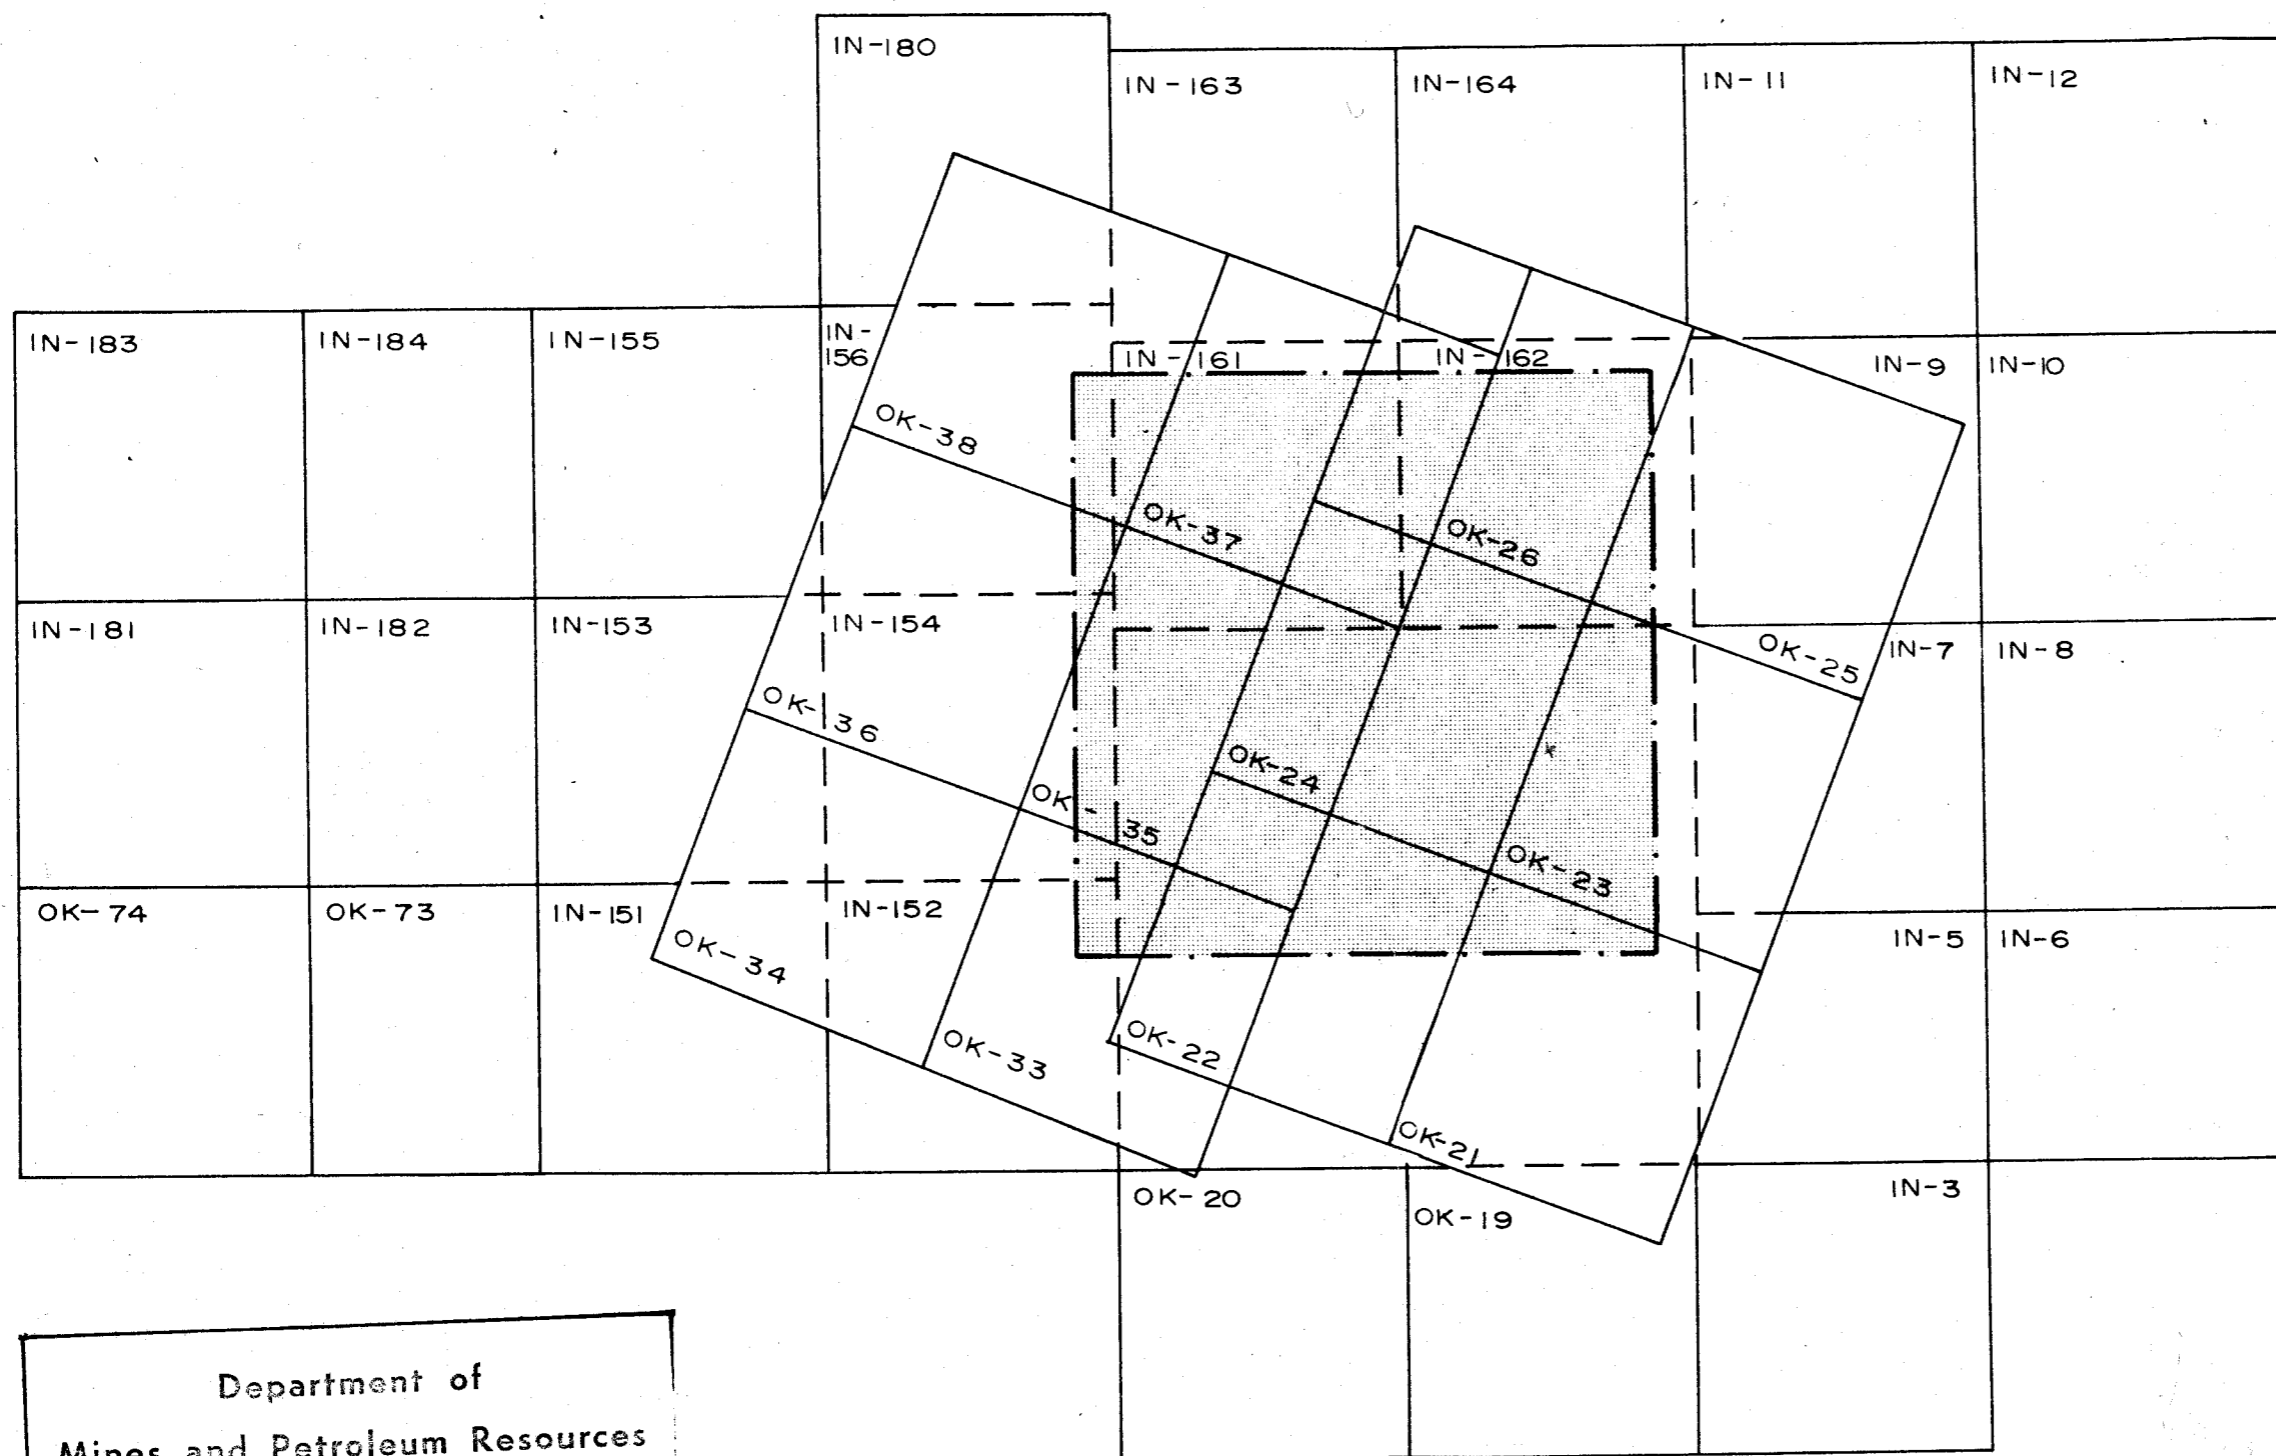 IN-180
IN-163
IN-164
IN-11
IN-12
IN-183
IN-184
IN-155
IN-
156
IN-161
IN-162
IN-9
IN-10
OK-38
OK-37
OK-26
IN-181
IN-182
IN-153
IN-154
OK-25
IN-7
IN-8
OK-36
OK-24
OK-35
OK-23
OK-74
OK-73
IN-151
IN-152
OK-34
IN-5
IN-6
OK-33
OK-22
OK-21
OK-20
OK-19
IN-3
Department of
Mines and Petroleum Resources